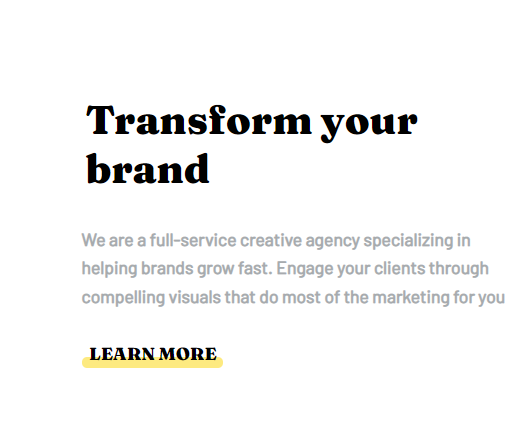 Transform your
brand
We are a full-service creative agency specializing in
helping brands grow fast. Engage your clients through
compelling visuals that do most of the marketing for you
LEARN MORE